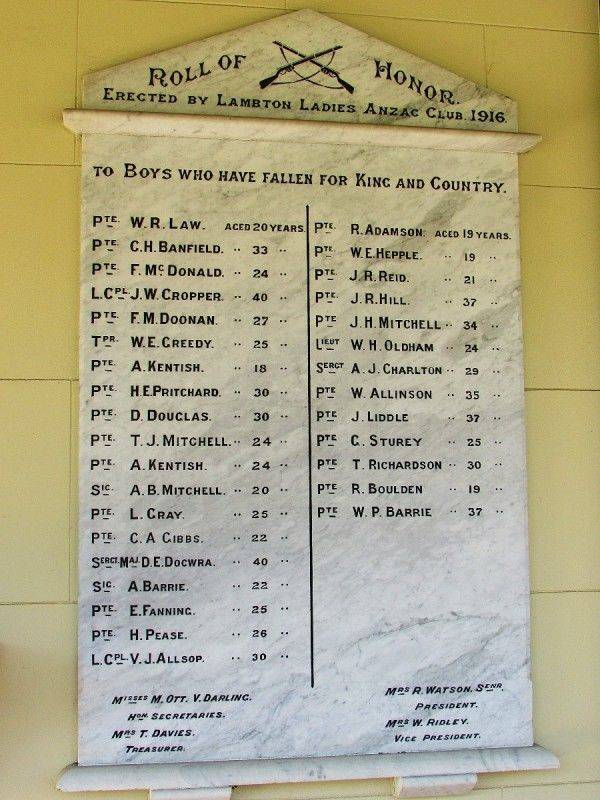 ROLL OF HONOR.
ERECTED BY LAMBTON LADIES ANZAC CLUB. 1916.
TO BOYS WHO HAVE FALLEN FOR KING AND COUNTRY.
PTE. W. R. LAW. AGED 20 YEARS.
PTE. C. H. BANFIELD. " 33 "
PTE. F. MCDONALD. " 24 "
L. CPL. J. W. CROPPER. " 40 "
PTE. F. M. DOONAN. " 27 "
TPR. W. E. GREEDY. " 25 "
PTE. A. KENTISH. " 18 "
PTE. H. E. PRITCHARD. " 30 "
PTE. D. DOUGLAS. " 30 "
PTE. T. J. MITCHELL. " 24 "
PTE. A. KENTISH. " 24 "
SIG. A. B. MITCHELL. " 20 "
PTE. L. GRAY. " 25 "
PTE. C. A GIBBS. " 22 "
SERGT. MAJ. D. E. DOGWRA. " 40 "
SIG. A. BARRIE. " 22 "
PTE. E. FANNING. " 25 "
PTE. H. PEASE. " 26 "
L. CPL. V. J. ALLSOP. " 30 "
PTE. R. ADAMSON. AGED 19 YEARS.
PTE. W. E. HEPPLE. " 19 "
PTE. J. R. REID. " 21 "
PTE. J. R. HILL. " 37 "
PTE J. H. MITCHELL " 34 "
LIEUT W. H. OLDHAM " 24 "
SERGT A. J. CHARLTON " 29 "
PTE W. ALLINSON " 35 "
PTE J. LIDDLE " 37 "
PTE G. STUREY " 25 "
PTE T. RICHARDSON " 30 "
PTE R. BOULDEN " 19 "
PTE W. P. BARRIE " 37 "
MISSES M. OTT. V. DARLING.
HON. SECRETARIES.
MRS T. DAVIES.
TREASURER.
MRS R. WATSON, SENR.
PRESIDENT.
MRS W. RIDLEY.
VICE PRESIDENT.